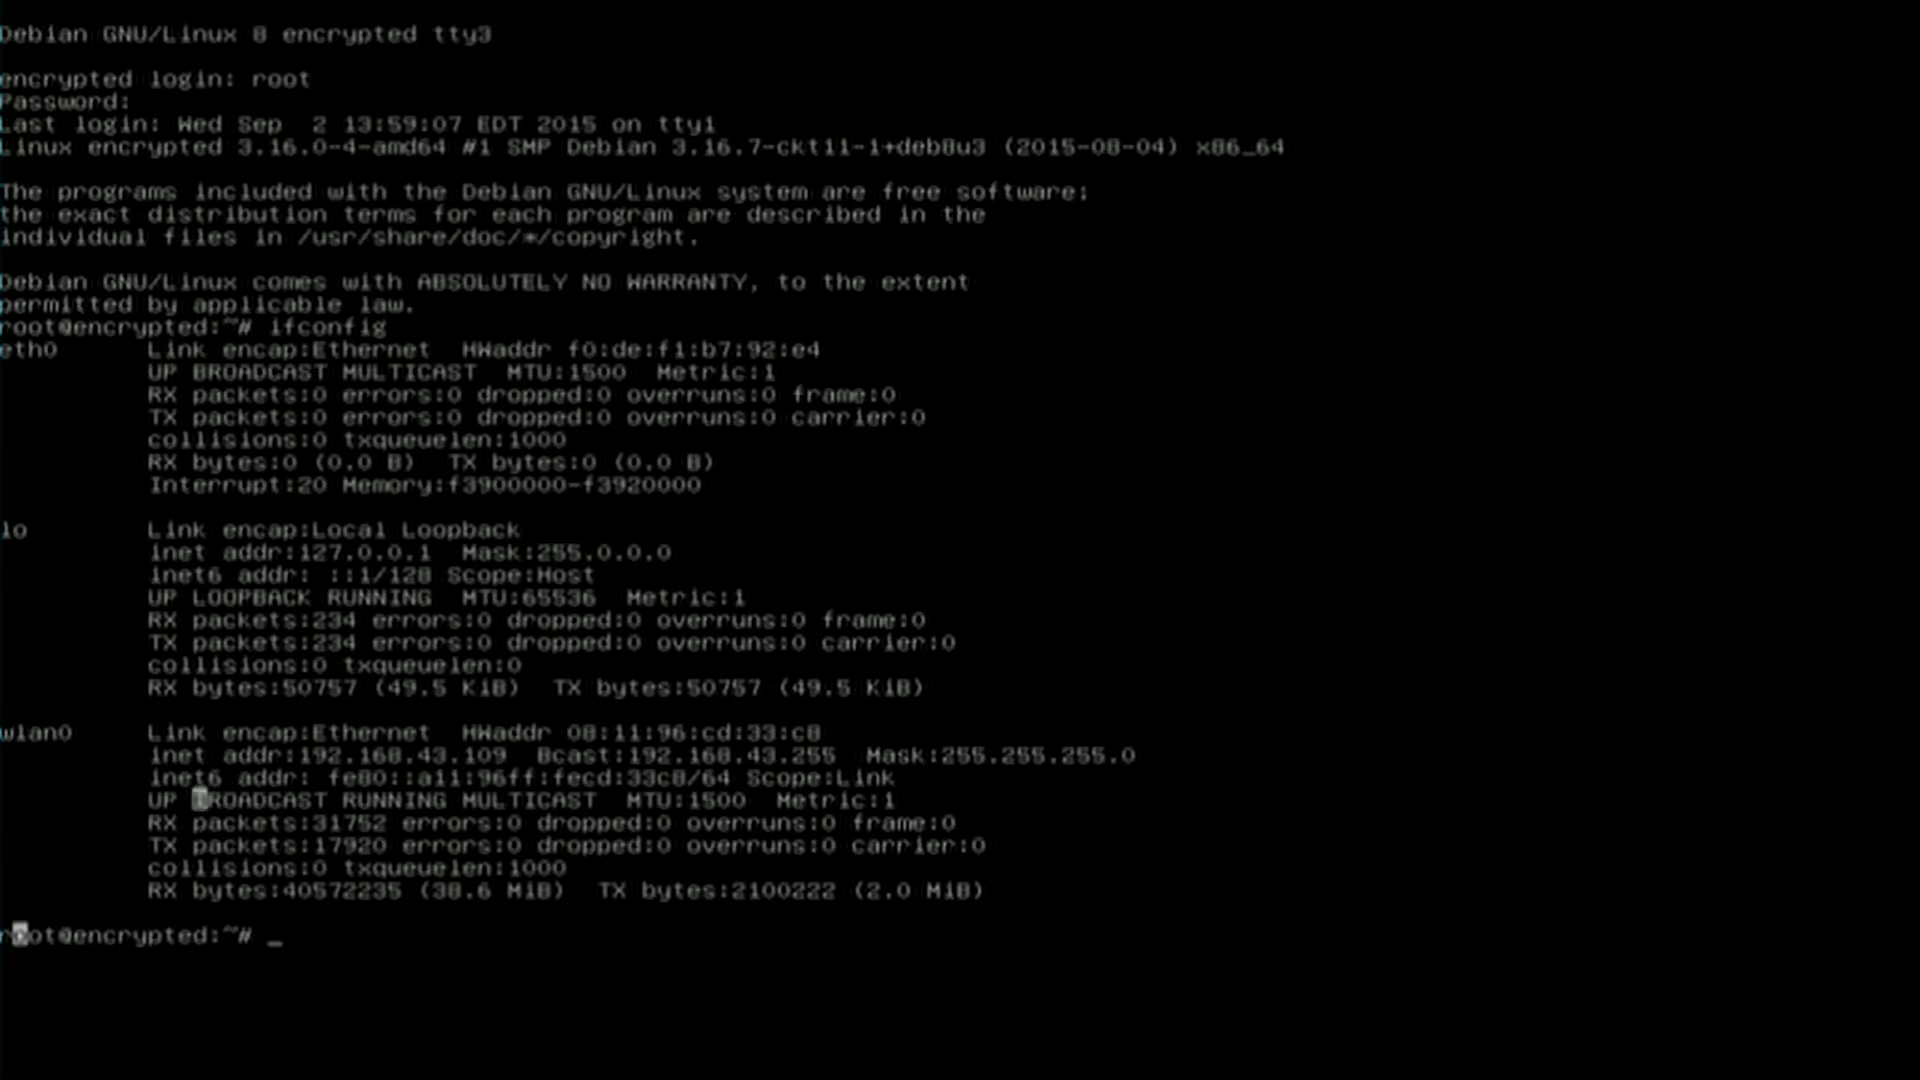 Debian GNU/Linux 8 encrypted tty3
encrypted login: root
Password:
Last login: Wed Sep  2 13:59:07 EDT 2015 on tty1
Linux encrypted 3.16.0-4-amd64 #1 SMP Debian 3.16.7-ckt11-1+deb8u3 (2015-08-04) x86_64
The programs included with the Debian GNU/Linux system are free software;
the exact distribution terms for each program are described in the
individual files in /usr/share/doc/*/copyright.
Debian GNU/Linux comes with ABSOLUTELY NO WARRANTY, to the extent
permitted by applicable law.
root@encrypted:~# ifconfig
eth0      Link encap:Ethernet  HWaddr f0:de:f1:b7:92:e4
          UP BROADCAST MULTICAST  MTU:1500  Metric:1
          RX packets:0 errors:0 dropped:0 overruns:0 frame:0
          TX packets:0 errors:0 dropped:0 overruns:0 carrier:0
          collisions:0 txqueuelen:1000
          RX bytes:0 (0.0 B)  TX bytes:0 (0.0 B)
          Interrupt:20 Memory:f3900000-f3920000
lo        Link encap:Local Loopback
          inet addr:127.0.0.1  Mask:255.0.0.0
          inet6 addr: ::1/128 Scope:Host
          UP LOOPBACK RUNNING  MTU:65536  Metric:1
          RX packets:234 errors:0 dropped:0 overruns:0 frame:0
          TX packets:234 errors:0 dropped:0 overruns:0 carrier:0
          collisions:0 txqueuelen:0
          RX bytes:50757 (49.5 KiB)  TX bytes:50757 (49.5 KiB)
wlan0     Link encap:Ethernet  HWaddr 08:11:96:cd:33:c8
          inet addr:192.168.43.109  Bcast:192.168.43.255  Mask:255.255.255.0
          inet6 addr: fe80::a11:96ff:fecd:33c8/64 Scope:Link
          UP BROADCAST RUNNING MULTICAST  MTU:1500  Metric:1
          RX packets:31752 errors:0 dropped:0 overruns:0 frame:0
          TX packets:17920 errors:0 dropped:0 overruns:0 carrier:0
          collisions:0 txqueuelen:1000
          RX bytes:40572235 (38.6 MiB)  TX bytes:2100222 (2.0 MiB)
root@encrypted:~# _